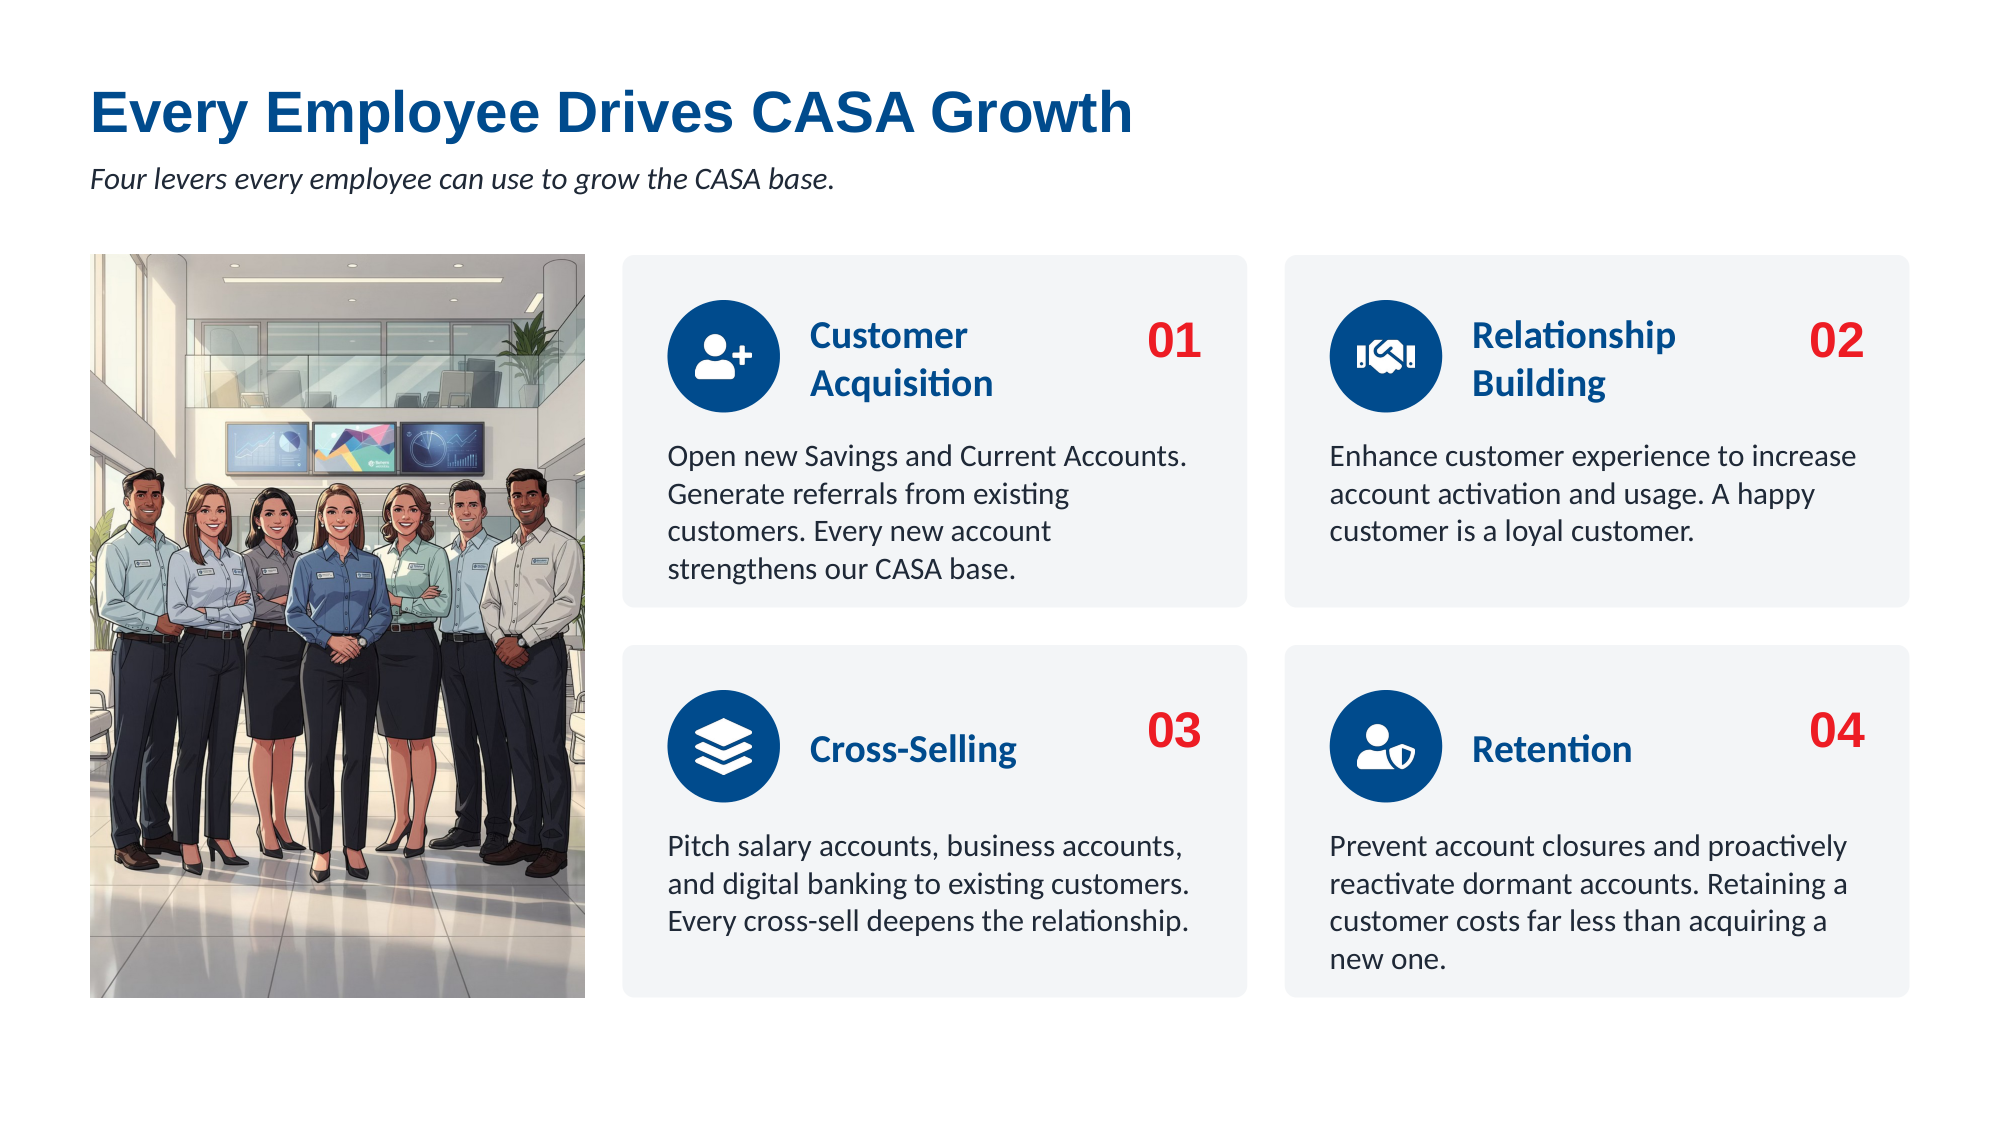 Every Employee Drives CASA Growth
Four levers every employee can use to grow the CASA base.
Customer
Acquisition
01
Open new Savings and Current Accounts.
Generate referrals from existing
customers. Every new account
strengthens our CASA base.
Relationship
Building
02
Enhance customer experience to increase
account activation and usage. A happy
customer is a loyal customer.
Cross-Selling
03
Pitch salary accounts, business accounts,
and digital banking to existing customers.
Every cross-sell deepens the relationship.
Retention
04
Prevent account closures and proactively
reactivate dormant accounts. Retaining a
customer costs far less than acquiring a
new one.